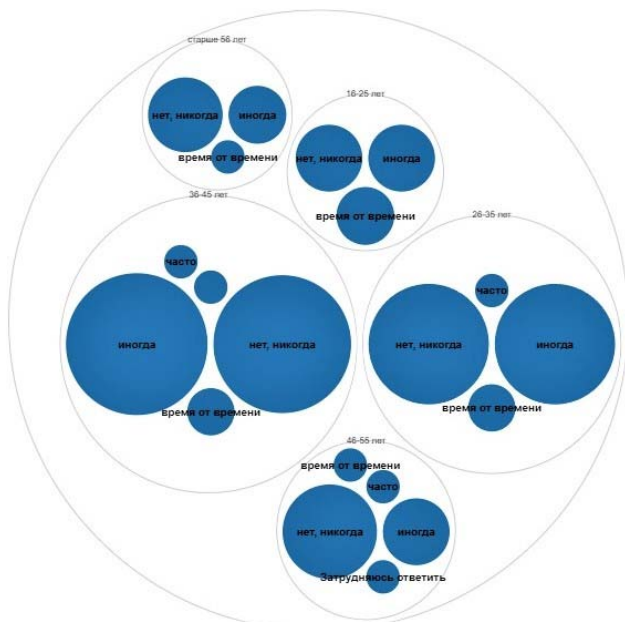 старше 56 лет
нет, никогда
иногда
время от времени
16-25 лет
нет, никогда
иногда
время от времени
36-45 лет
часто
иногда
нет, никогда
время от времени
26-35 лет
часто
нет, никогда
иногда
время от времени
46-55 лет
время от времени
часто
нет, никогда
иногда
Затрудняюсь ответить